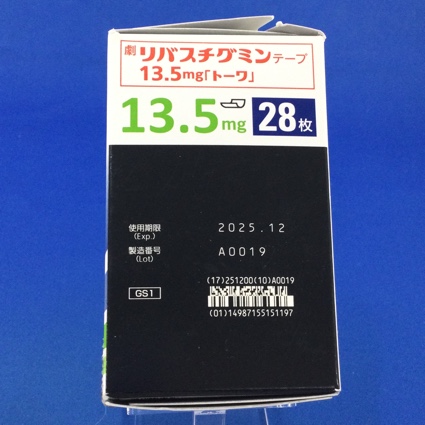 劇 リバスチグミンテープ
13.5mg「トーワ」
13.5mg 28枚
使用期限 2025.12
(Exp.)
製造番号 A0019
(Lot)
(17)251200(10)A0019
GS1
(01)14987155151197